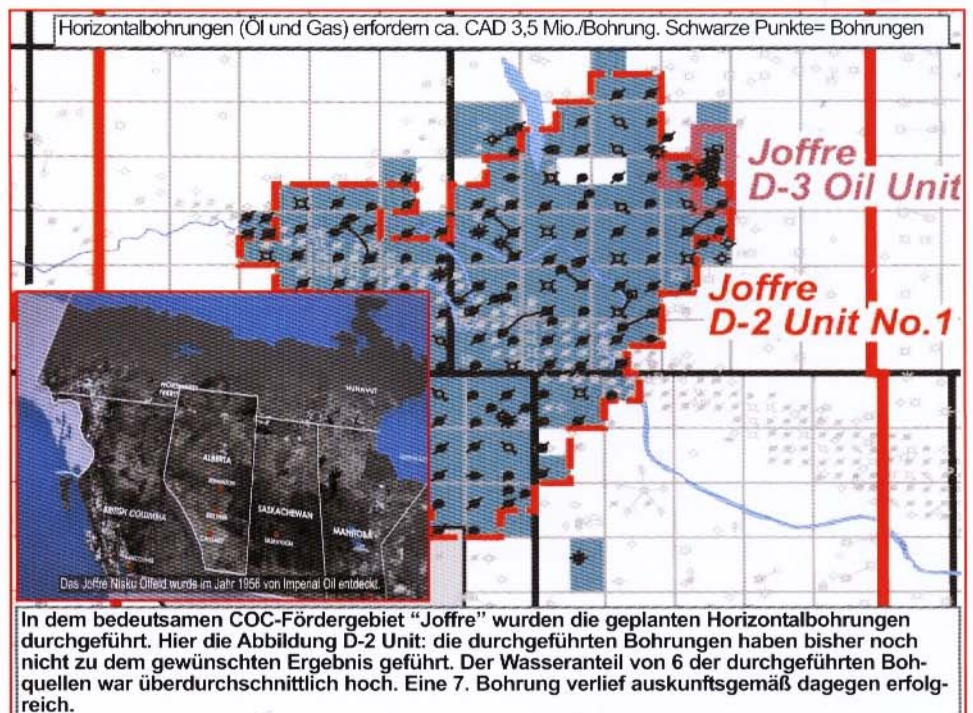 Horizontalbohrungen (Öl und Gas) erfordern ca. CAD 3,5 Mio./Bohrung. Schwarze Punkte= Bohrungen
Joffre
D-3 Oil Unit
Joffre
D-2 Unit No.1
NUNAVUT
ALBERTA
BRITISH COLUMBIA
SASKATCHEWAN
MANITOBA
Das Joffre Nisku Ölfeld wurde im Jahr 1956 von Imperial Oil entdeckt.
In dem bedeutsamen COC-Fördergebiet “Joffre” wurden die geplanten Horizontalbohrungen
durchgeführt. Hier die Abbildung D-2 Unit: die durchgeführten Bohrungen haben bisher noch
nicht zu dem gewünschten Ergebnis geführt. Der Wasseranteil von 6 der durchgeführten Boh-
quellen war überdurchschnittlich hoch. Eine 7. Bohrung verlief auskunftsgemäß dagegen erfolg-
reich.